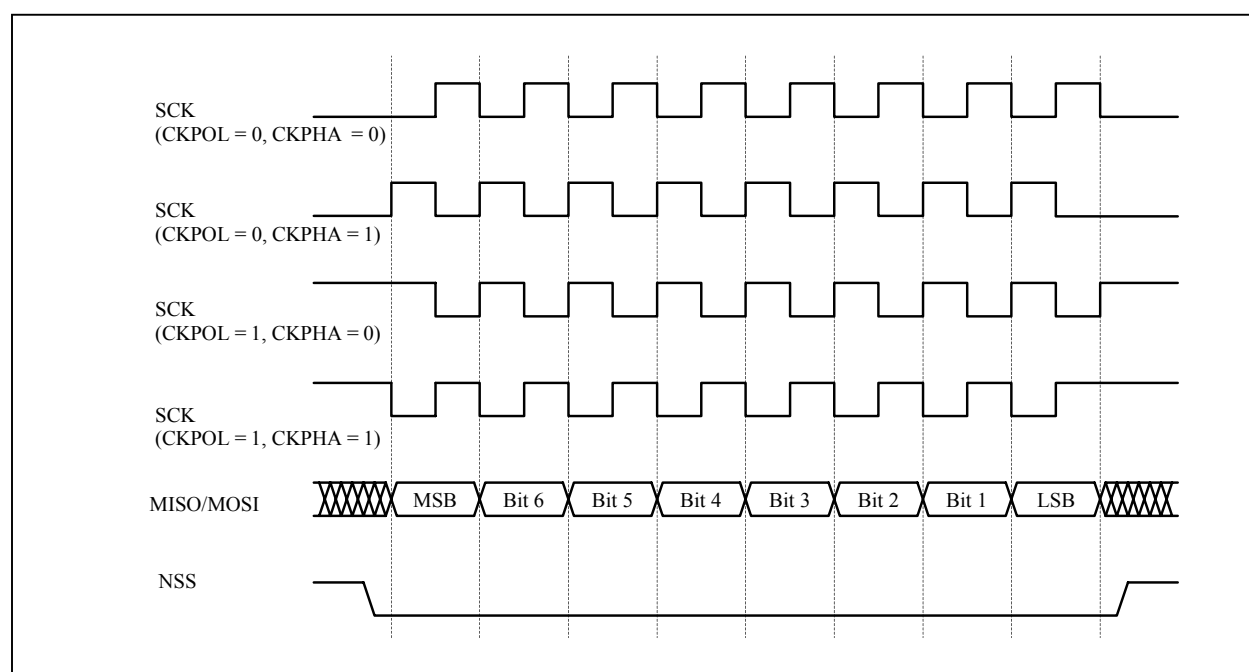 SCK
(CKPOL = 0, CKPHA = 0)
SCK
(CKPOL = 0, CKPHA = 1)
SCK
(CKPOL = 1, CKPHA = 0)
SCK
(CKPOL = 1, CKPHA = 1)
MISO/MOSI MSB Bit 6 Bit 5 Bit 4 Bit 3 Bit 2 Bit 1 LSB
NSS